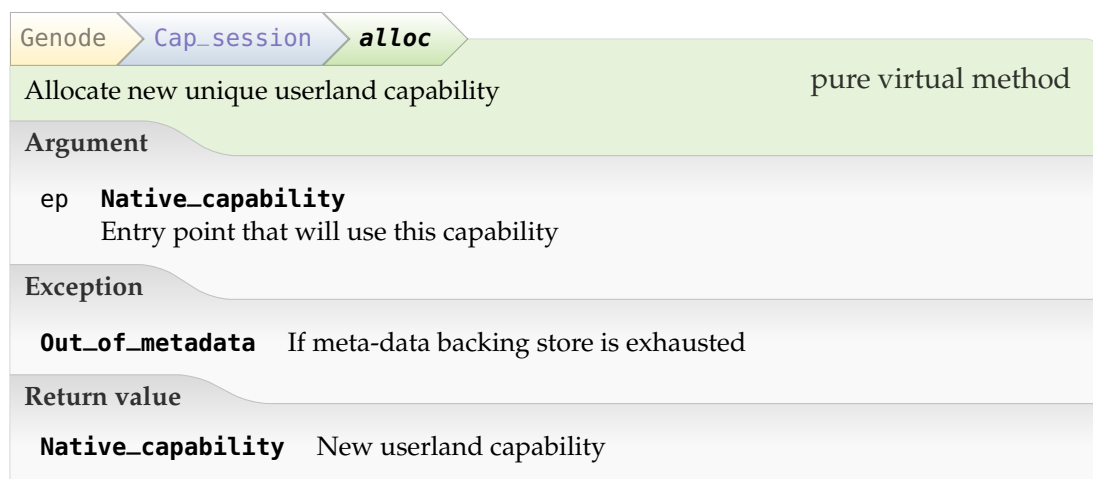 Genode Cap_session alloc
Allocate new unique userland capability pure virtual method
Argument
ep Native_capability
Entry point that will use this capability
Exception
Out_of_metadata If meta-data backing store is exhausted
Return value
Native_capability New userland capability